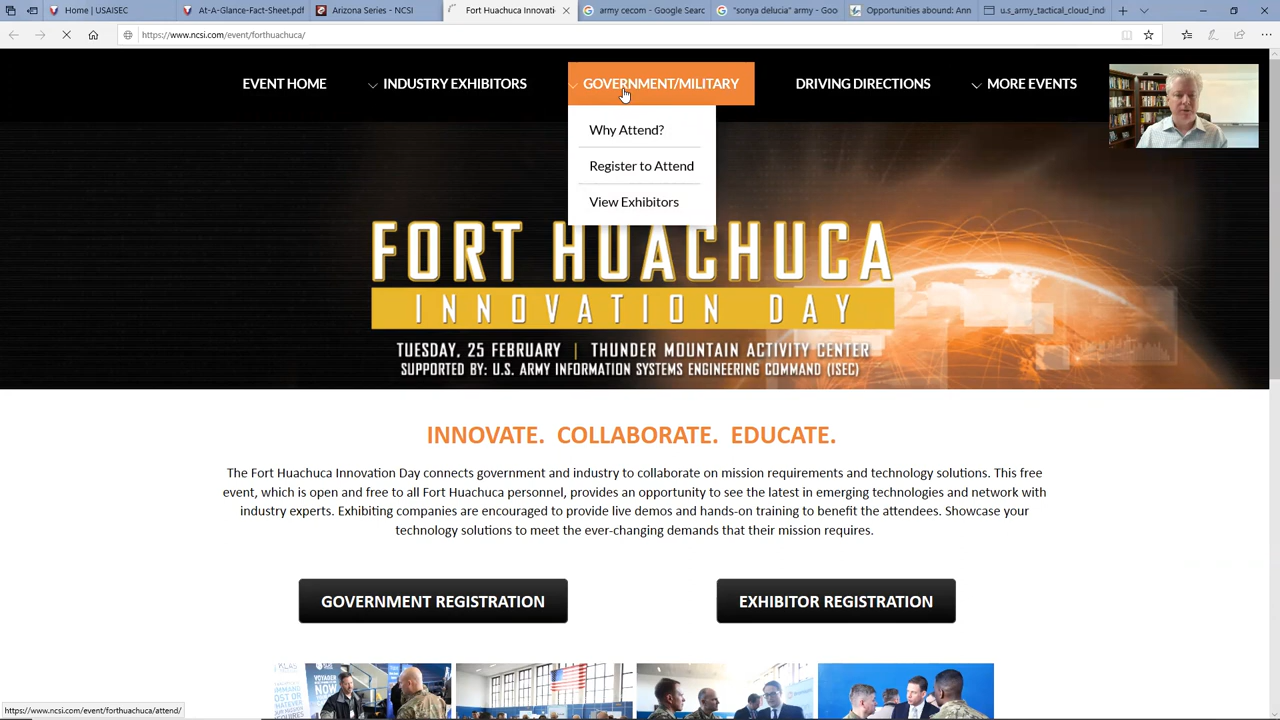 Home | USAISEC
At-A-Glance-Fact-Sheet.pdf
Arizona Series - NCSI
Fort Huachuca Innovati
army cecom - Google Search
"sonya delucia" army - Goo
Opportunities abound: Ann
u.s_army_tactical_cloud_ind
https://www.ncsi.com/event/forthuachuca/
EVENT HOME
INDUSTRY EXHIBITORS
GOVERNMENT/MILITARY
DRIVING DIRECTIONS
MORE EVENTS
Why Attend?
Register to Attend
View Exhibitors
FORT HUACHUCA
INNOVATION DAY
TUESDAY, 25 FEBRUARY | THUNDER MOUNTAIN ACTIVITY CENTER
SUPPORTED BY: U.S. ARMY INFORMATION SYSTEMS ENGINEERING COMMAND (ISEC)
INNOVATE. COLLABORATE. EDUCATE.
The Fort Huachuca Innovation Day connects government and industry to collaborate on mission requirements and technology solutions. This free
event, which is open and free to all Fort Huachuca personnel, provides an opportunity to see the latest in emerging technologies and network with
industry experts. Exhibiting companies are encouraged to provide live demos and hands-on training to benefit the attendees. Showcase your
technology solutions to meet the ever-changing demands that their mission requires.
GOVERNMENT REGISTRATION
EXHIBITOR REGISTRATION
VOYAGER
NOW
https://www.ncsi.com/event/forthuachuca/attend/